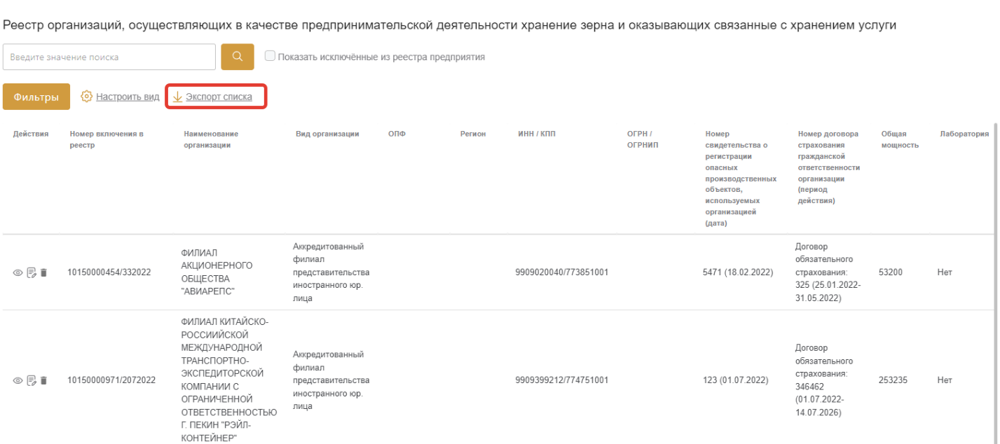 Реестр организаций, осуществляющих в качестве предпринимательской деятельности хранение зерна и оказывающих связанные с хранением услуги
Введите значение поиска
Показать исключённые из реестра предприятия
Фильтры
Настроить вид
Экспорт списка
Действия
Номер включения в
реестр
Наименование
организации
Вид организации
ОПФ
Регион
ИНН / КПП
ОГРН /
ОГРНИП
Номер
свидетельства о
регистрации
опасных
производственных
объектов,
используемых
организацией
(дата)
Номер договора
страхования
гражданской
ответственности
организации
(период
действия)
Общая
мощность
Лаборатория
10150000454/332022
ФИЛИАЛ
АКЦИОНЕРНОГО
ОБЩЕСТВА
"АВИАРЕПС"
Аккредитованный
филиал
представительства
иностранного юр.
лица
9909020040/773851001
5471 (18.02.2022)
Договор
обязательного
страхования:
325 (25.01.2022-
31.05.2022)
53200
Нет
10150000971/2072022
ФИЛИАЛ КИТАЙСКО-
РОССИИЙСКОЙ
МЕЖДУНАРОДНОЙ
ТРАНСПОРТНО-
ЭКСПЕДИТОРСКОЙ
КОМПАНИИ С
ОГРАНИЧЕННОЙ
ОТВЕТСТВЕННОСТЬЮ
Г. ПЕКИН "РЭЙЛ-
КОНТЕЙНЕР"
Аккредитованный
филиал
представительства
иностранного юр.
лица
9909399212/774751001
123 (01.07.2022)
Договор
обязательного
страхования:
346462
(01.07.2022-
14.07.2026)
253235
Нет